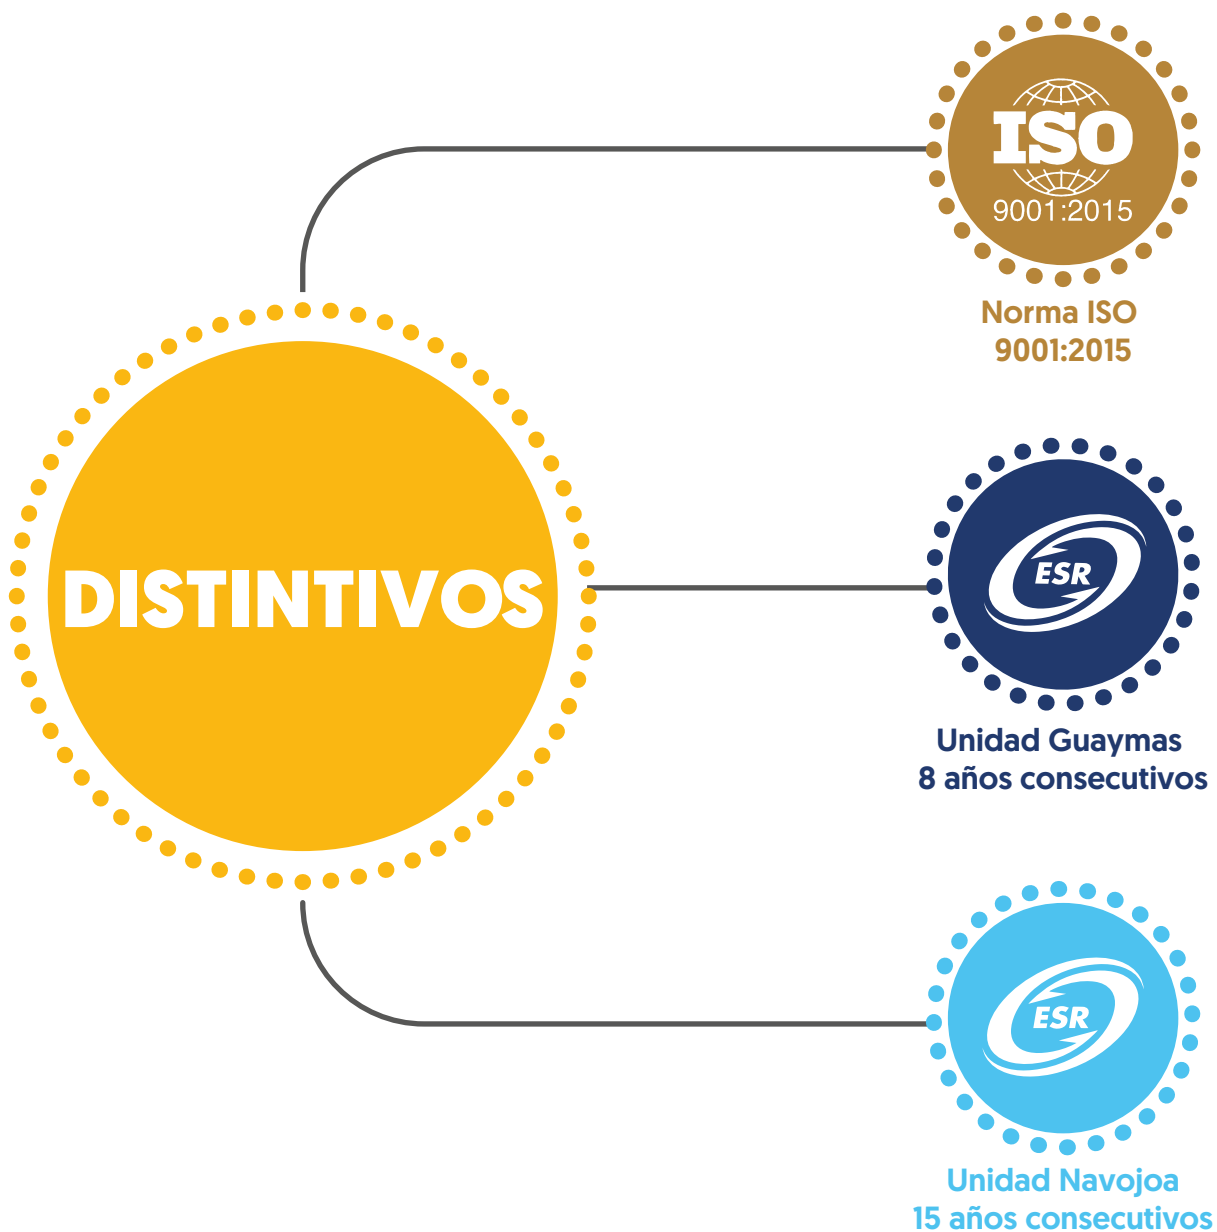 ISO
9001:2015
Norma ISO
9001:2015
DISTINTIVOS
ESR
Unidad Guaymas
8 años consecutivos
ESR
Unidad Navojoa
15 años consecutivos